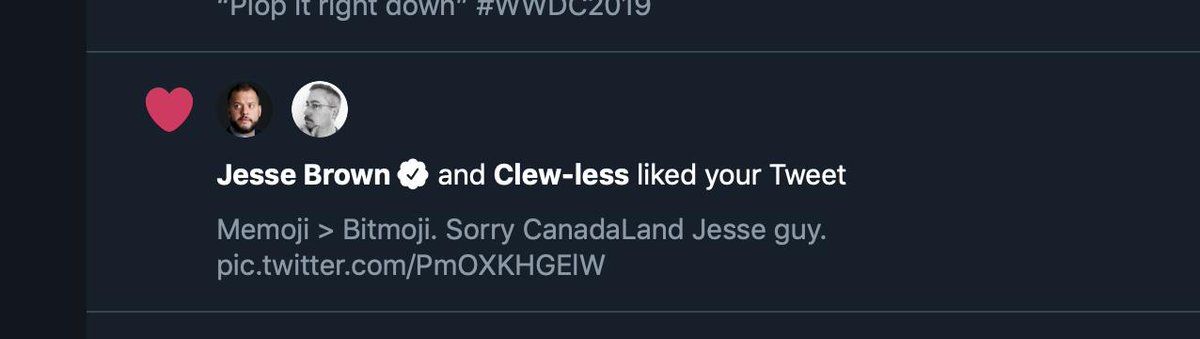 "Plop it right down" #WWDC2019
Jesse Brown and Clew-less liked your Tweet
Memoji > Bitmoji. Sorry CanadaLand Jesse guy.
pic.twitter.com/PmOXKHGElW